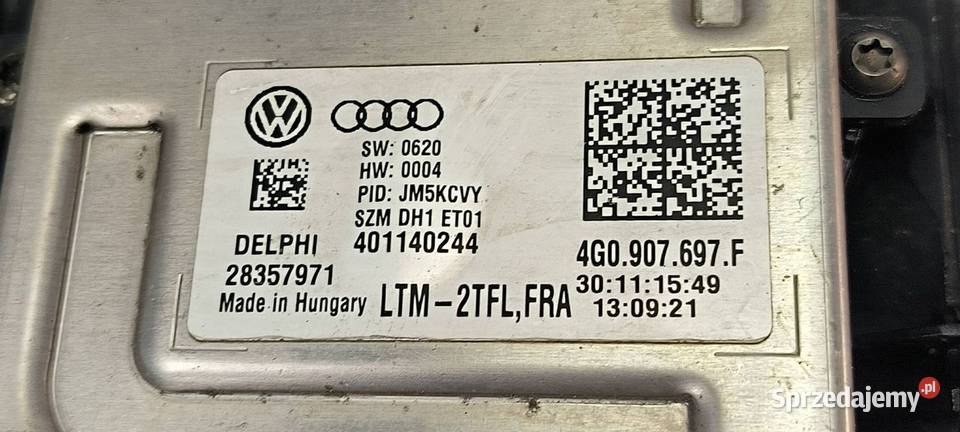 SW: 0620
HW: 0004
PID: JM5KCVY
SZM DH1 ET01
DELPHI 401140244
28357971
Made in Hungary LTM-2TFL,FRA
4G0.907.697.F
30:11:15:49
13:09:21
Sprzedajemy.pl